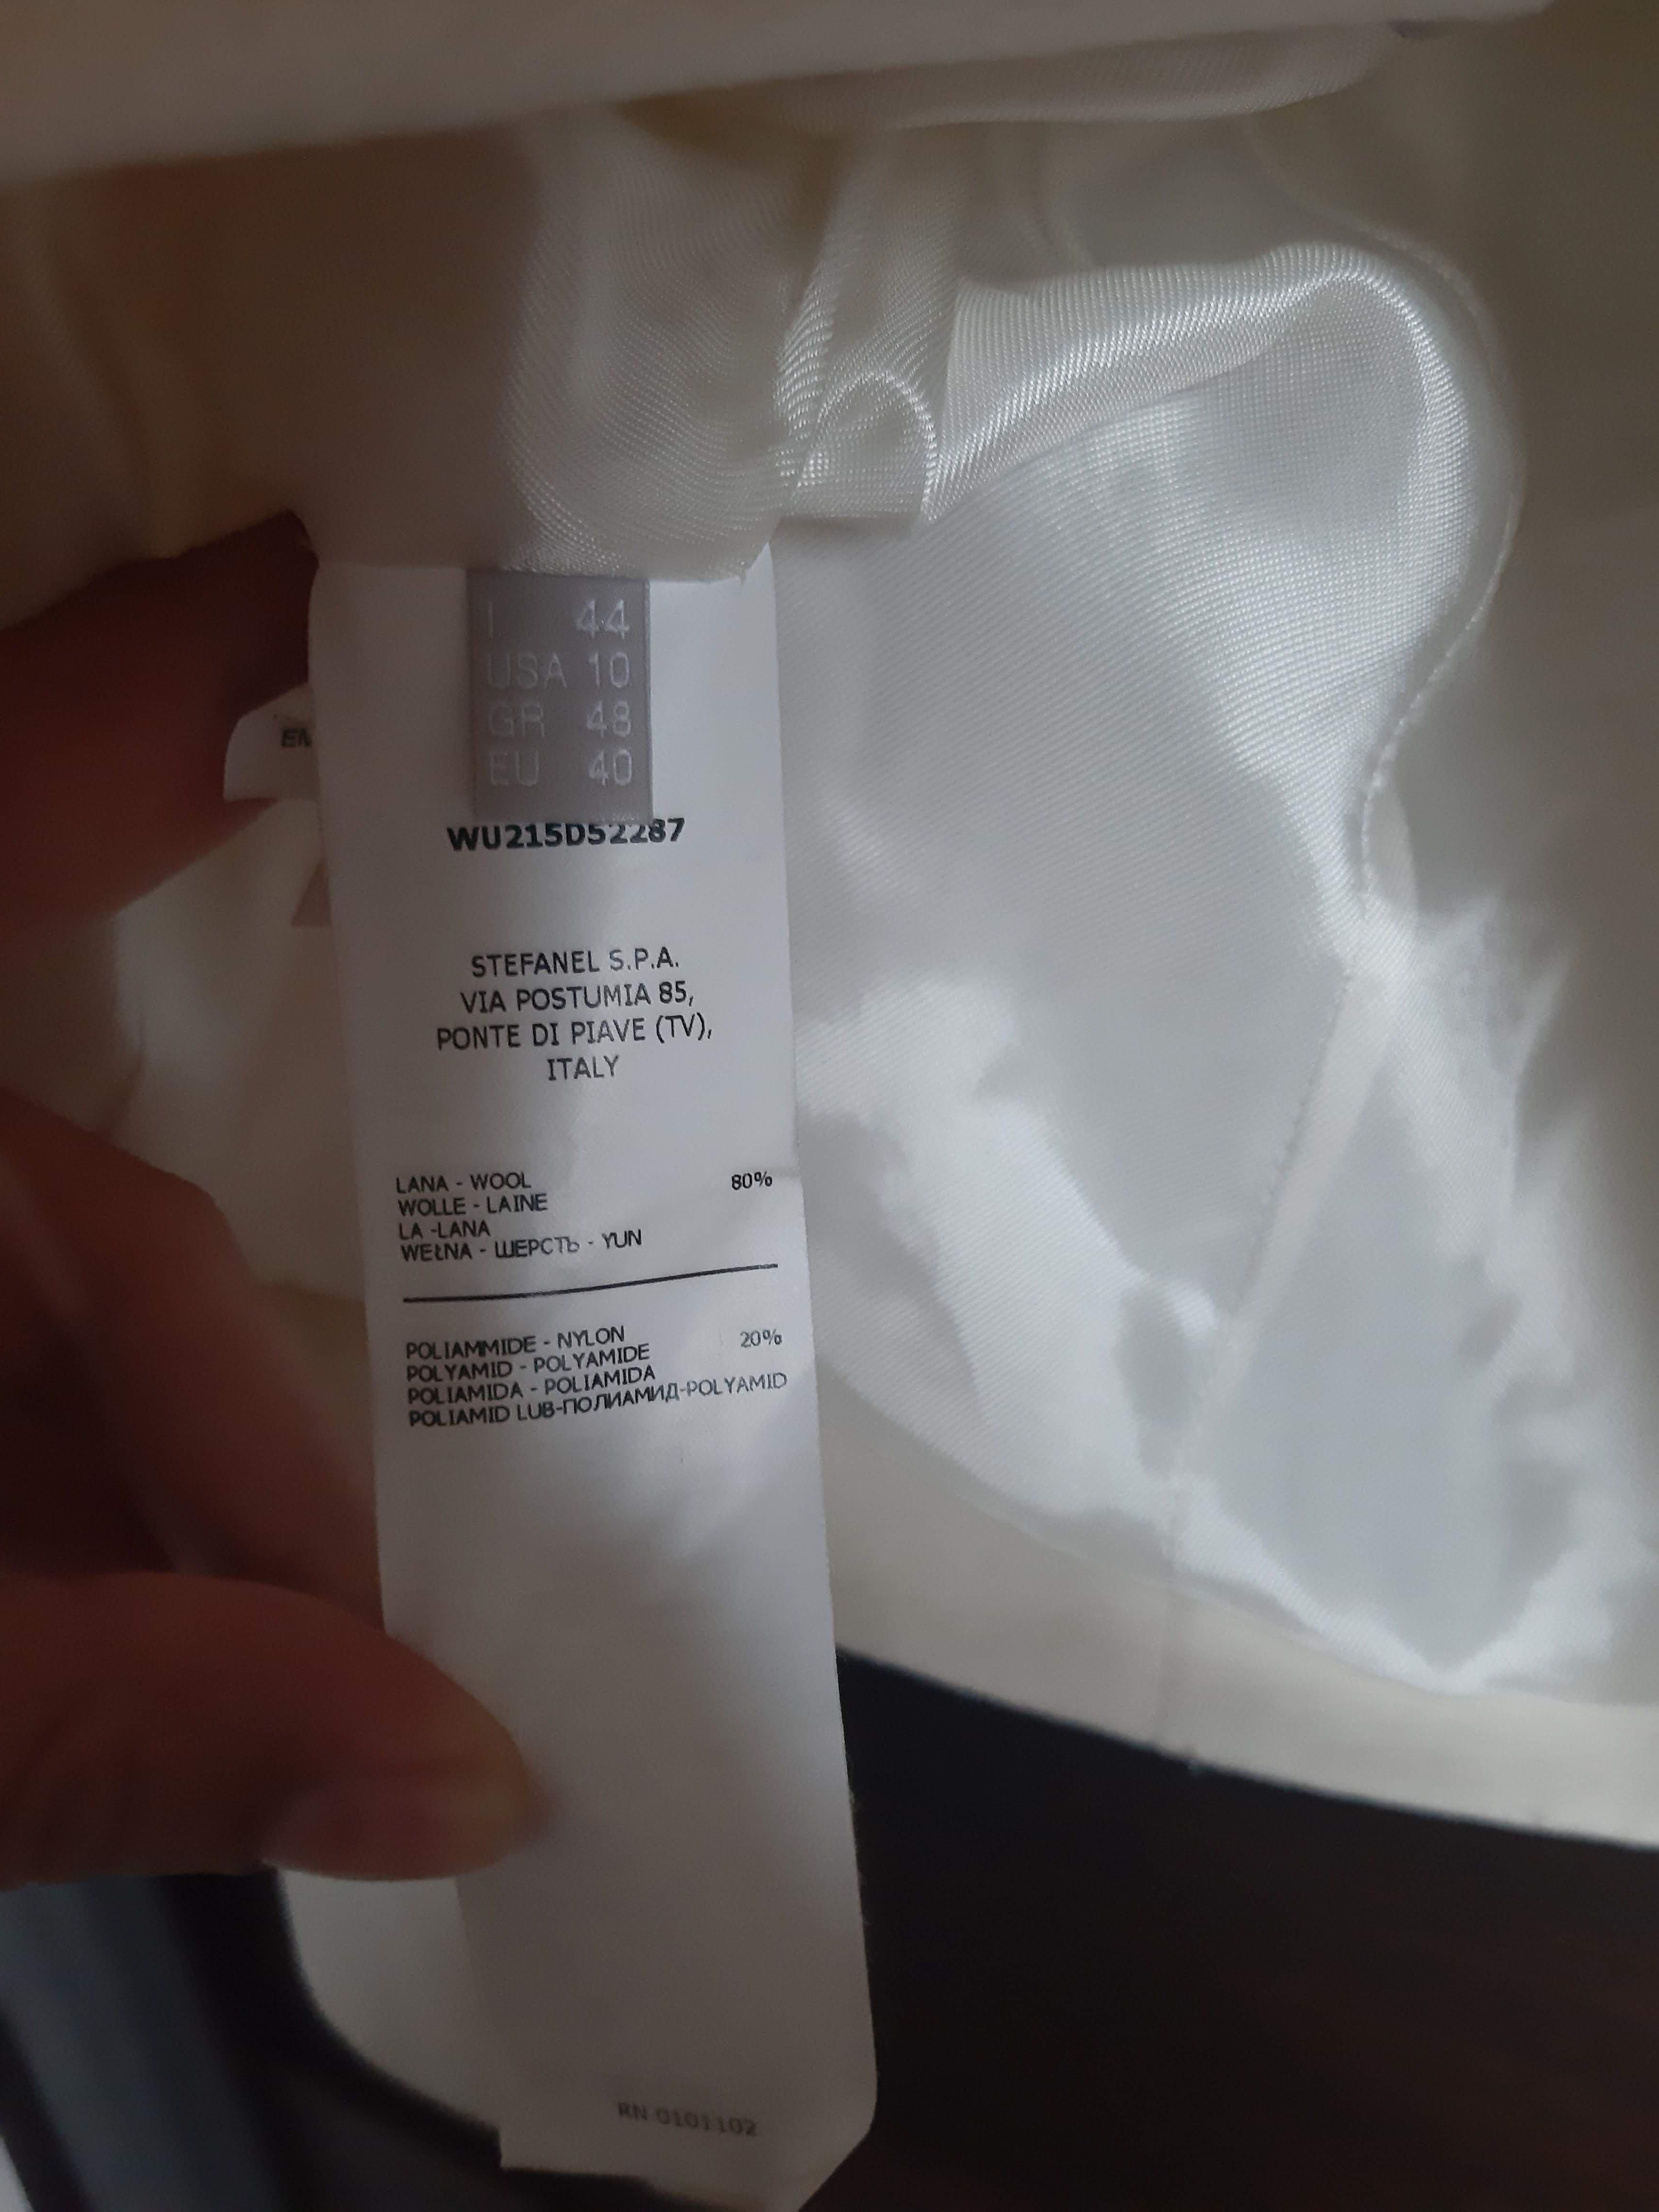 I 44
USA 10
GR 48
EU 40
EN
WU215D52287
STEFANEL S.P.A.
VIA POSTUMIA 85,
PONTE DI PIAVE (TV),
ITALY
LANA - WOOL 80%
WOLLE - LAINE
LA -LANA
WEŁNA - ШЕРСТЬ - YUN
POLIAMMIDE - NYLON 20%
POLYAMID - POLYAMIDE
POLIAMIDA - POLIAMIDA
POLIAMID LUB-ПОЛИАМИД-POLYAMID
RN 0101102